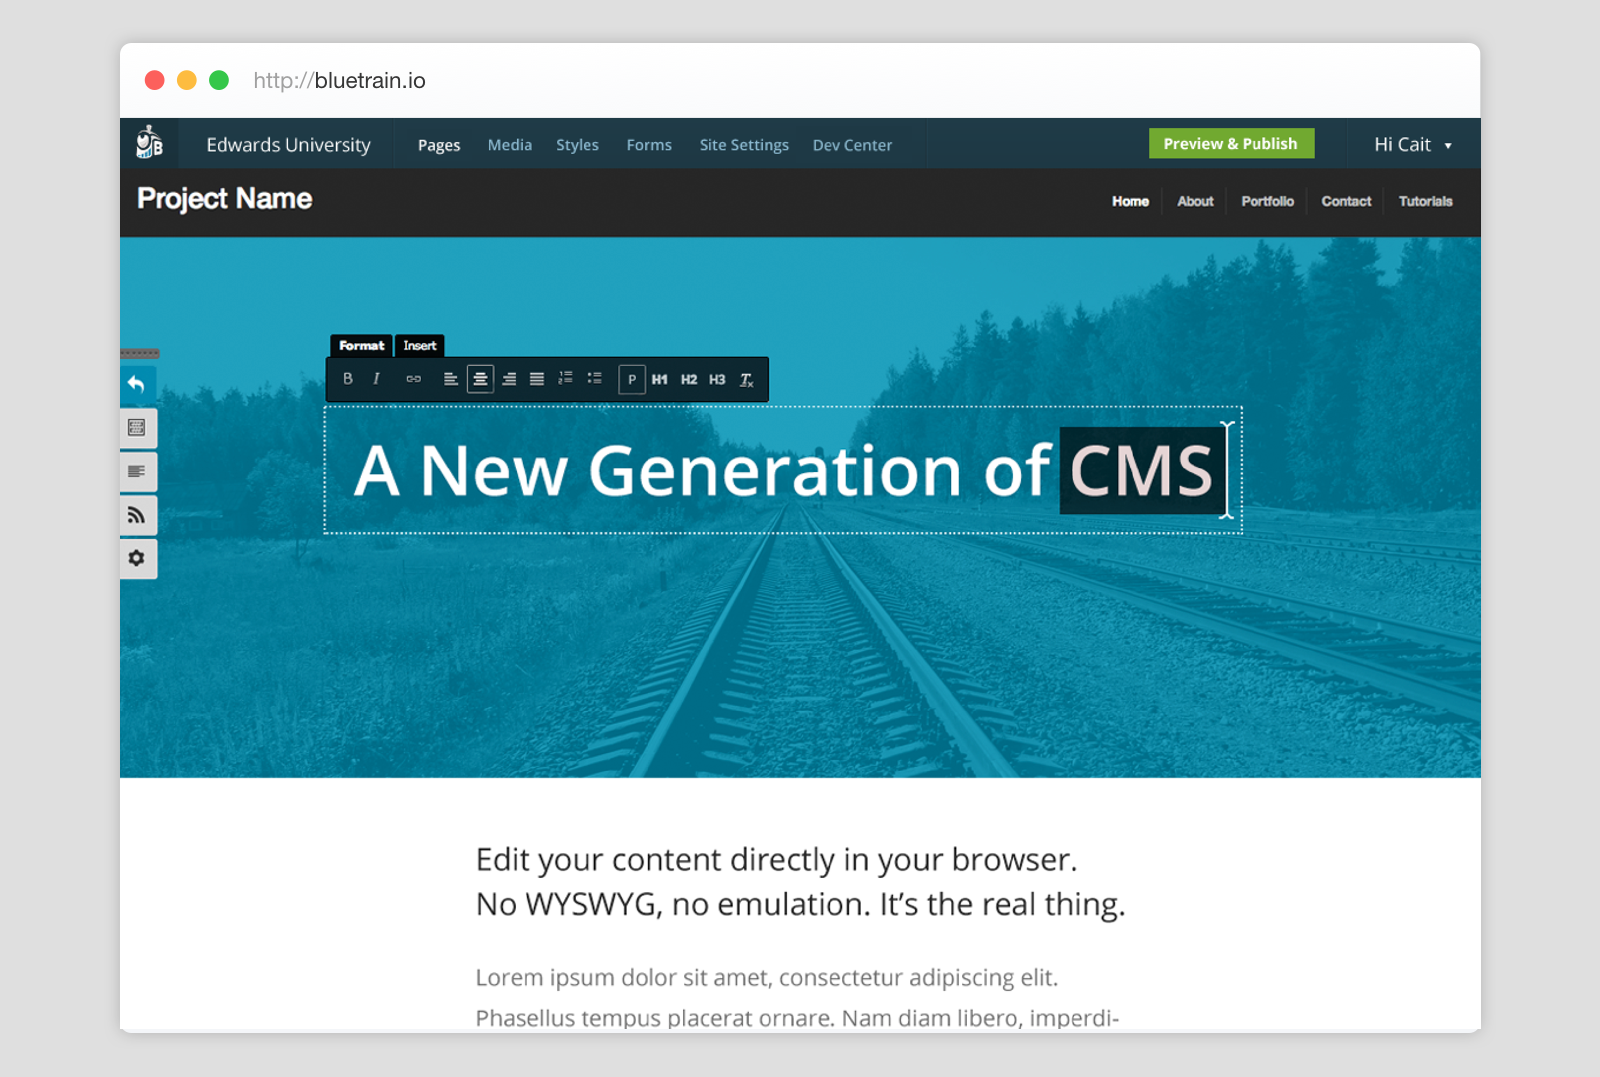 http://bluetrain.io
B Edwards University Pages Media Styles Forms Site Settings Dev Center Preview & Publish Hi Cait
Project Name Home About Portfolio Contact Tutorials
Format Insert
B I P H1 H2 H3 Tx
A New Generation of CMS
Edit your content directly in your browser.
No WYSWYG, no emulation. It’s the real thing.
Lorem ipsum dolor sit amet, consectetur adipiscing elit.
Phasellus tempus placerat ornare. Nam diam libero, imperdi-